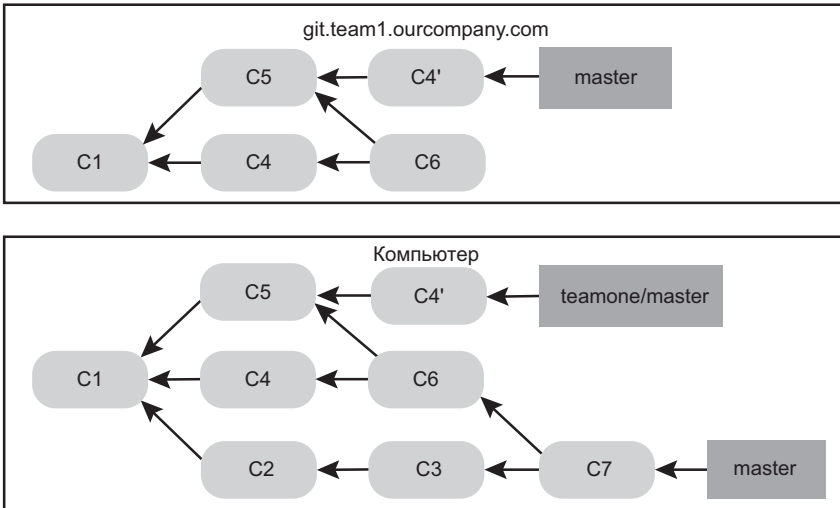 git.team1.ourcompany.com
C5 C4' master
C1 C4 C6
Компьютер
C5 C4' teamone/master
C1 C4 C6
C2 C3 C7 master